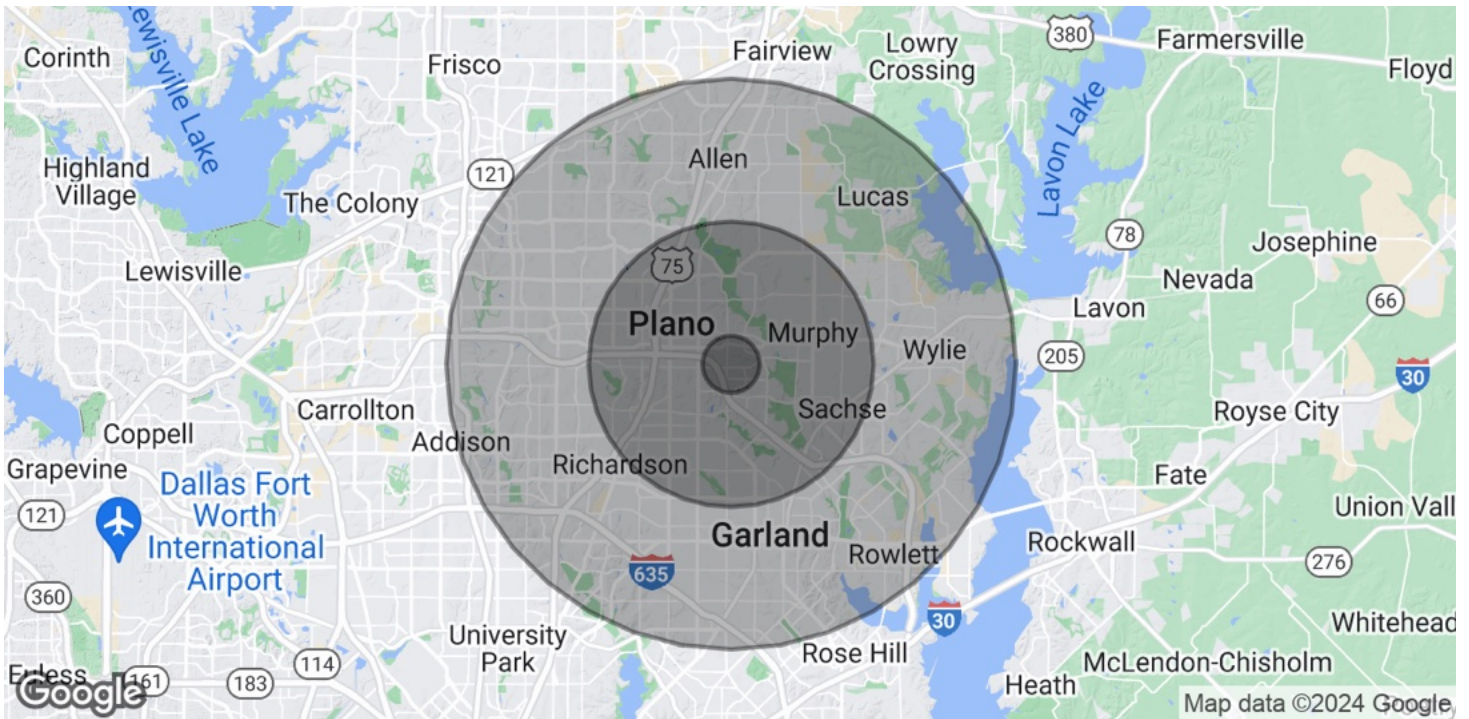 Lewisville Lake
Corinth
Frisco
Fairview
Lowry
Crossing
380
Farmersville
Floyd
Highland
Village
121
Allen
Lavon Lake
The Colony
Lucas
78
Josephine
Lewisville
75
Nevada
66
Plano
Murphy
Lavon
Wylie
205
30
Carrollton
Sachse
Royse City
Coppell
Addison
Grapevine
Richardson
Fate
Dallas Fort
Worth
International
Airport
121
Union Vall
Garland
Rowlett
Rockwall
635
276
360
30
Whitehead
University
Park
Rose Hill
McLendon-Chisholm
114
Euless
161
183
Heath
Google
Map data ©2024 Google